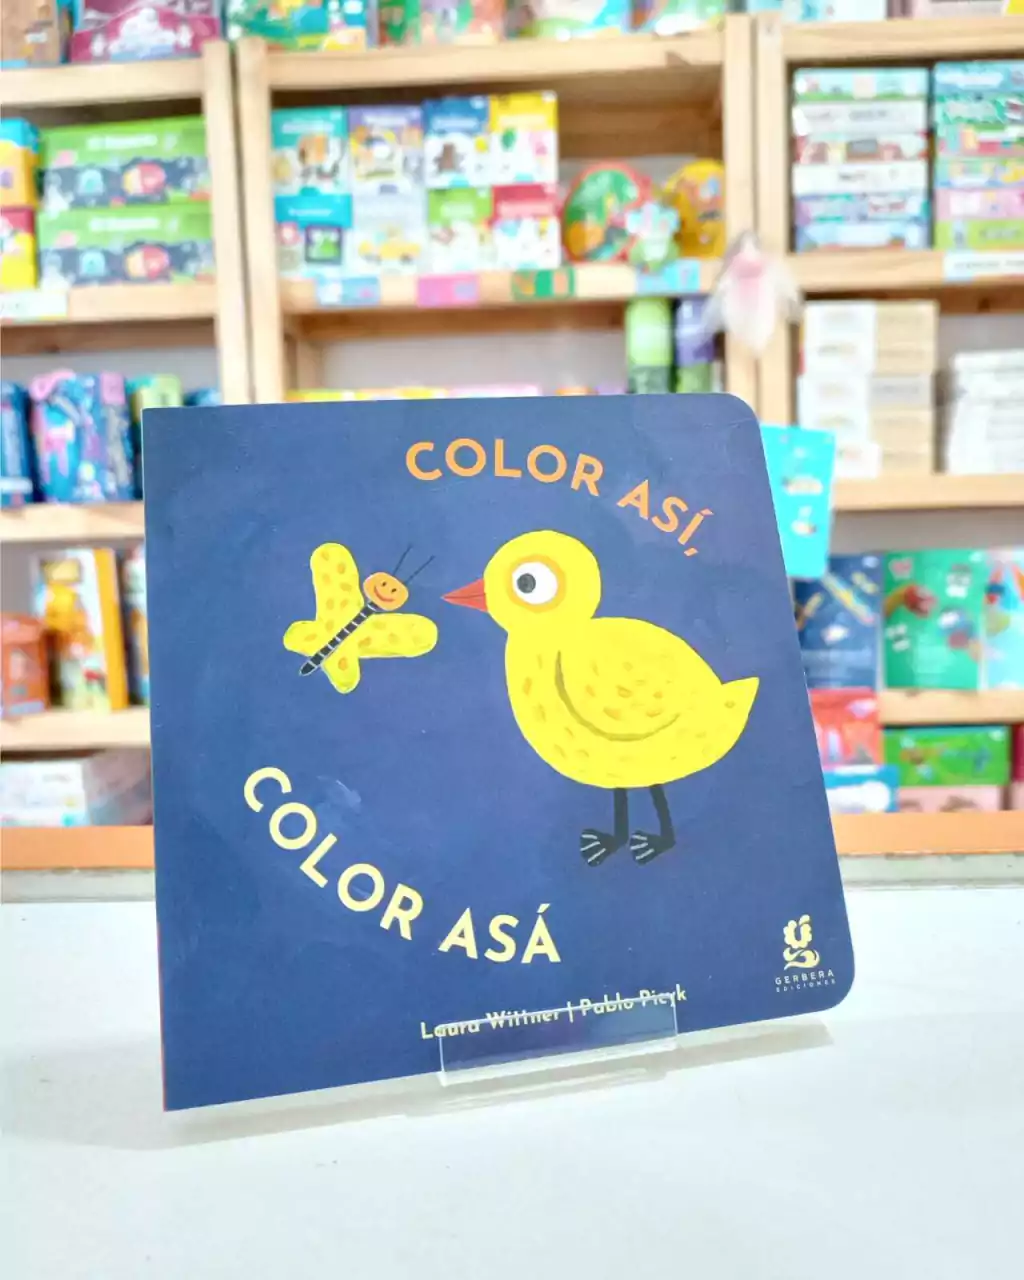 COLOR ASÍ,
COLOR ASÁ
Laura Wittner | Pablo Picyk
GERBERA
EDICIONES